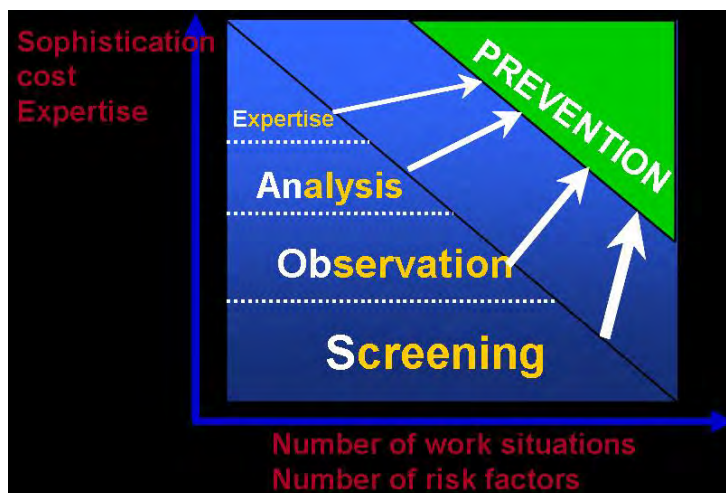 Sophistication
cost
Expertise
PREVENTION
Expertise
Analysis
Observation
Screening
Number of work situations
Number of risk factors